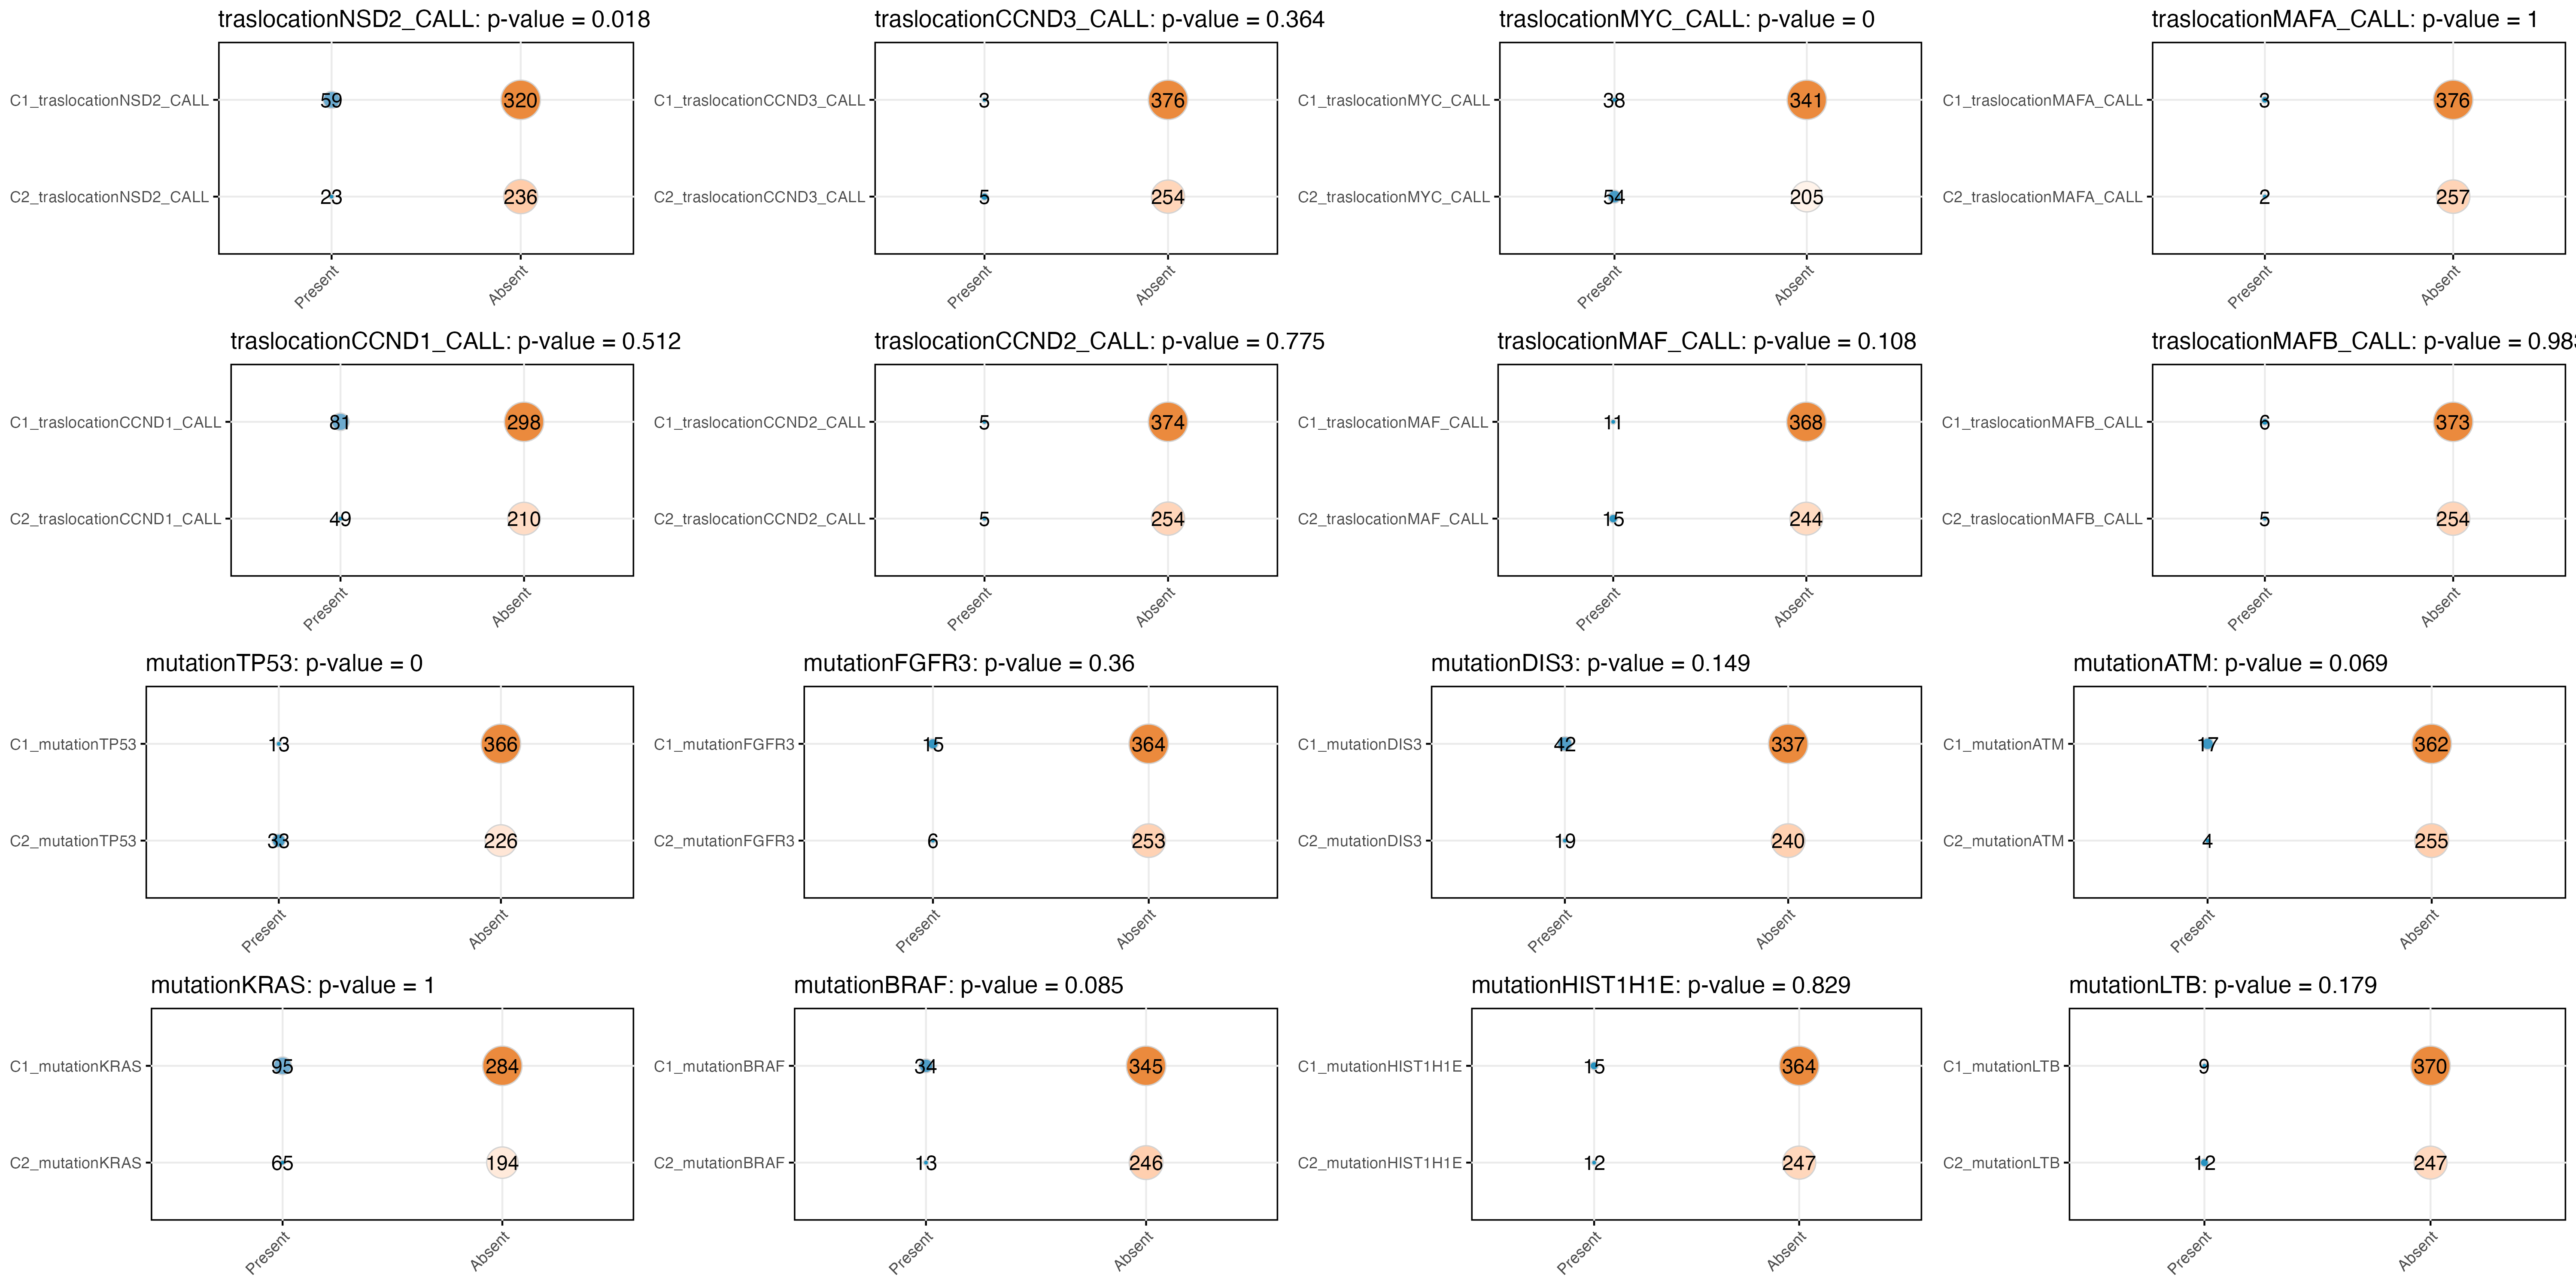 traslocationNSD2_CALL: p-value = 0.018
C1_traslocationNSD2_CALL 59 320
C2_traslocationNSD2_CALL 23 236
Present Absent
traslocationCCND3_CALL: p-value = 0.364
C1_traslocationCCND3_CALL 3 376
C2_traslocationCCND3_CALL 5 254
Present Absent
traslocationMYC_CALL: p-value = 0
C1_traslocationMYC_CALL 38 341
C2_traslocationMYC_CALL 54 205
Present Absent
traslocationMAFA_CALL: p-value = 1
C1_traslocationMAFA_CALL 3 376
C2_traslocationMAFA_CALL 2 257
Present Absent
traslocationCCND1_CALL: p-value = 0.512
C1_traslocationCCND1_CALL 81 298
C2_traslocationCCND1_CALL 49 210
Present Absent
traslocationCCND2_CALL: p-value = 0.775
C1_traslocationCCND2_CALL 5 374
C2_traslocationCCND2_CALL 5 254
Present Absent
traslocationMAF_CALL: p-value = 0.108
C1_traslocationMAF_CALL 11 368
C2_traslocationMAF_CALL 15 244
Present Absent
traslocationMAFB_CALL: p-value =
C1_traslocationMAFB_CALL 6 373
C2_traslocationMAFB_CALL 5 254
Present Absent
mutationTP53: p-value = 0
C1_mutationTP53 13 366
C2_mutationTP53 33 226
Present Absent
mutationFGFR3: p-value = 0.36
C1_mutationFGFR3 15 364
C2_mutationFGFR3 6 253
Present Absent
mutationDIS3: p-value = 0.149
C1_mutationDIS3 42 337
C2_mutationDIS3 19 240
Present Absent
mutationATM: p-value = 0.069
C1_mutationATM 17 362
C2_mutationATM 4 255
Present Absent
mutationKRAS: p-value = 1
C1_mutationKRAS 95 284
C2_mutationKRAS 65 194
Present Absent
mutationBRAF: p-value = 0.085
C1_mutationBRAF 34 345
C2_mutationBRAF 13 246
Present Absent
mutationHIST1H1E: p-value = 0.829
C1_mutationHIST1H1E 15 364
C2_mutationHIST1H1E 12 247
Present Absent
mutationLTB: p-value = 0.179
C1_mutationLTB 9 370
C2_mutationLTB 12 247
Present Absent